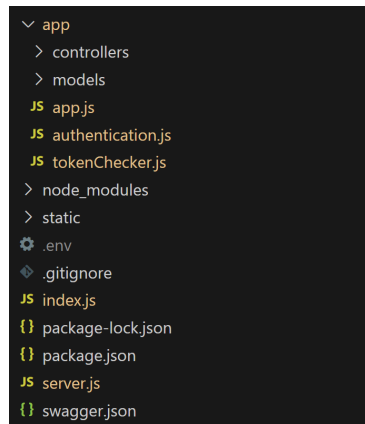 app
controllers
models
JS app.js
JS authentication.js
JS tokenChecker.js
node_modules
static
.env
.gitignore
JS index.js
{} package-lock.json
{} package.json
JS server.js
{} swagger.json